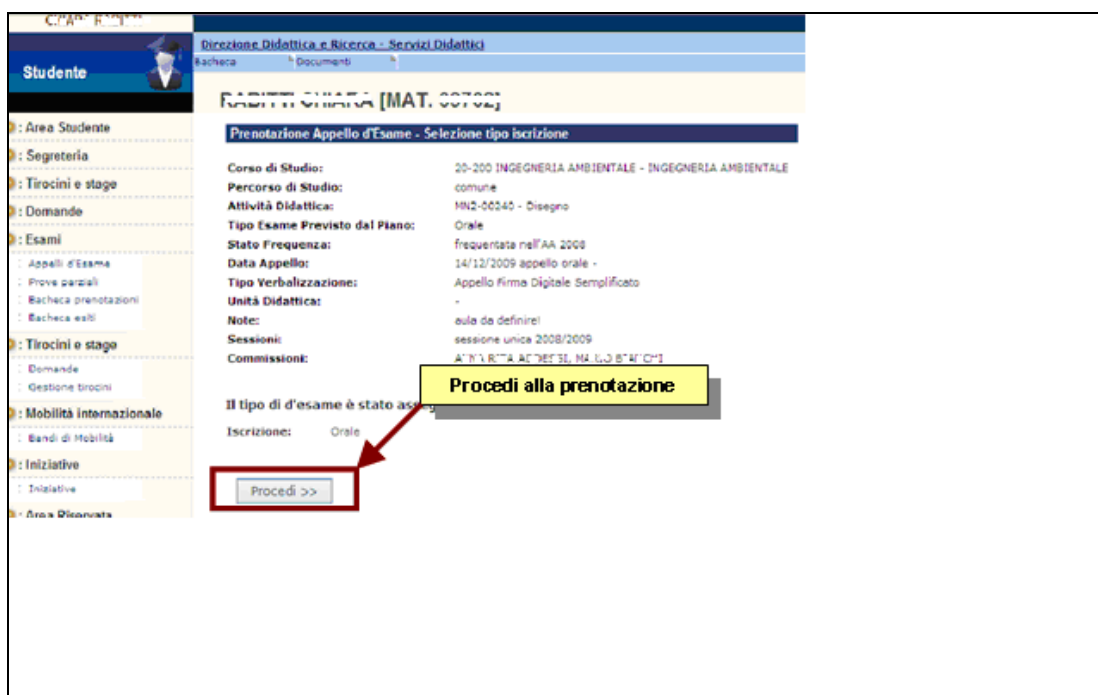 Direzione Didattica e Ricerca - Servizi Didattici
Bacheca Documenti
Studente
[MAT.
: Area Studente
: Segreteria
: Tirocini e stage
: Domande
: Esami
Appelli d'Esame
Prove parziali
Bacheca prenotazioni
Bacheca esiti
: Tirocini e stage
Domande
Gestione tirocini
: Mobilità internazionale
Bandi di Mobilità
: Iniziative
Iniziative
: Area Riservata
Prenotazione Appello d'Esame - Selezione tipo iscrizione
Corso di Studio: 20-200 INGEGNERIA AMBIENTALE - INGEGNERIA AMBIENTALE
Percorso di Studio: comune
Attività Didattica: MN2-00240 - Disegno
Tipo Esame Previsto dal Piano: Orale
Stato Frequenza: frequentata nell'AA 2008
Data Appello: 14/12/2009 appello orale -
Tipo Verbalizzazione: Appello Firma Digitale Semplificato
Unità Didattica: -
Note: aula da definire!
Sessioni: sessione unica 2008/2009
Commissioni:
Procedi alla prenotazione
Il tipo di d'esame è stato
Iscrizione: Orale
Procedi >>